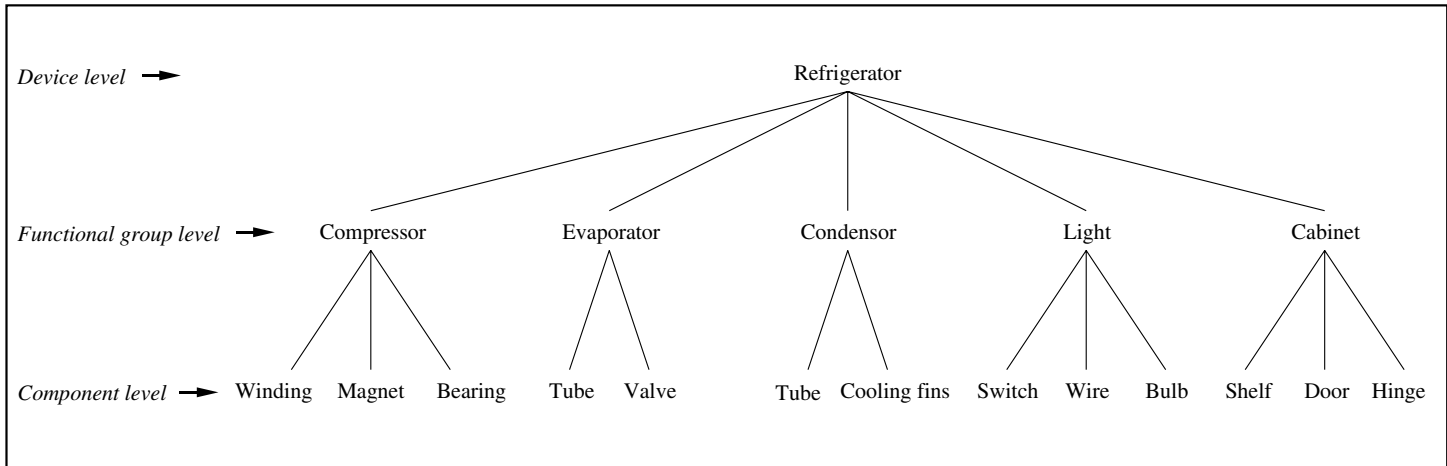 Device level Refrigerator
Functional group level Compressor Evaporator Condensor Light Cabinet
Component level Winding Magnet Bearing Tube Valve Tube Cooling fins Switch Wire Bulb Shelf Door Hinge